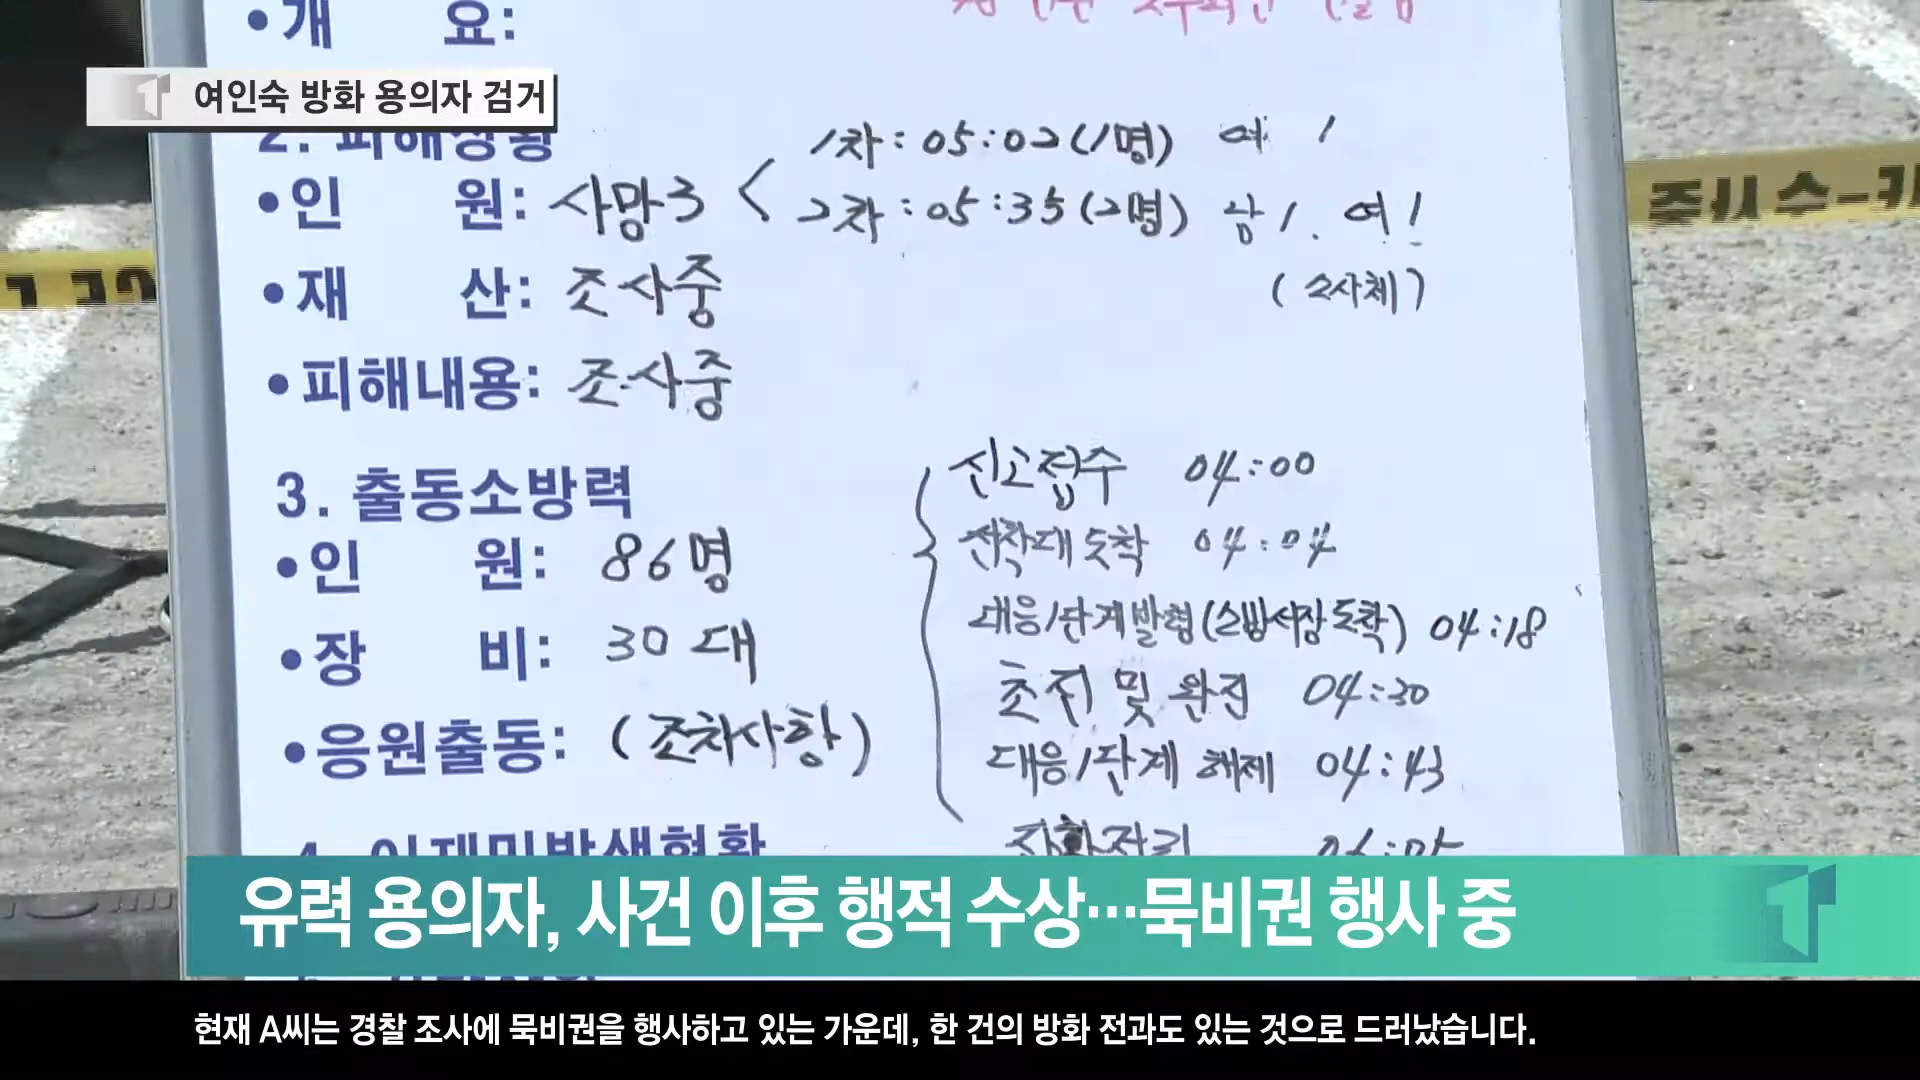 •개 요:
여인숙 방화 용의자 검거
2. 피해상황
•인 원: 사망 3 < 1차: 05:02(1명) 여 1
2차: 05:35(2명) 남 1. 여 1
(소사체)
•재 산: 조사중
•피해내용: 조사중
3. 출동소방력
•인 원: 86명
•장 비: 30대
•응원출동: (조치사항)
신고접수 04:00
선착대 도착 04:04
대응1단계발령(소방서장도착) 04:18
초진 및 완진 04:30
대응1단계 해제 04:43
유력 용의자, 사건 이후 행적 수상…묵비권 행사 중
현재 A씨는 경찰 조사에 묵비권을 행사하고 있는 가운데, 한 건의 방화 전과도 있는 것으로 드러났습니다.